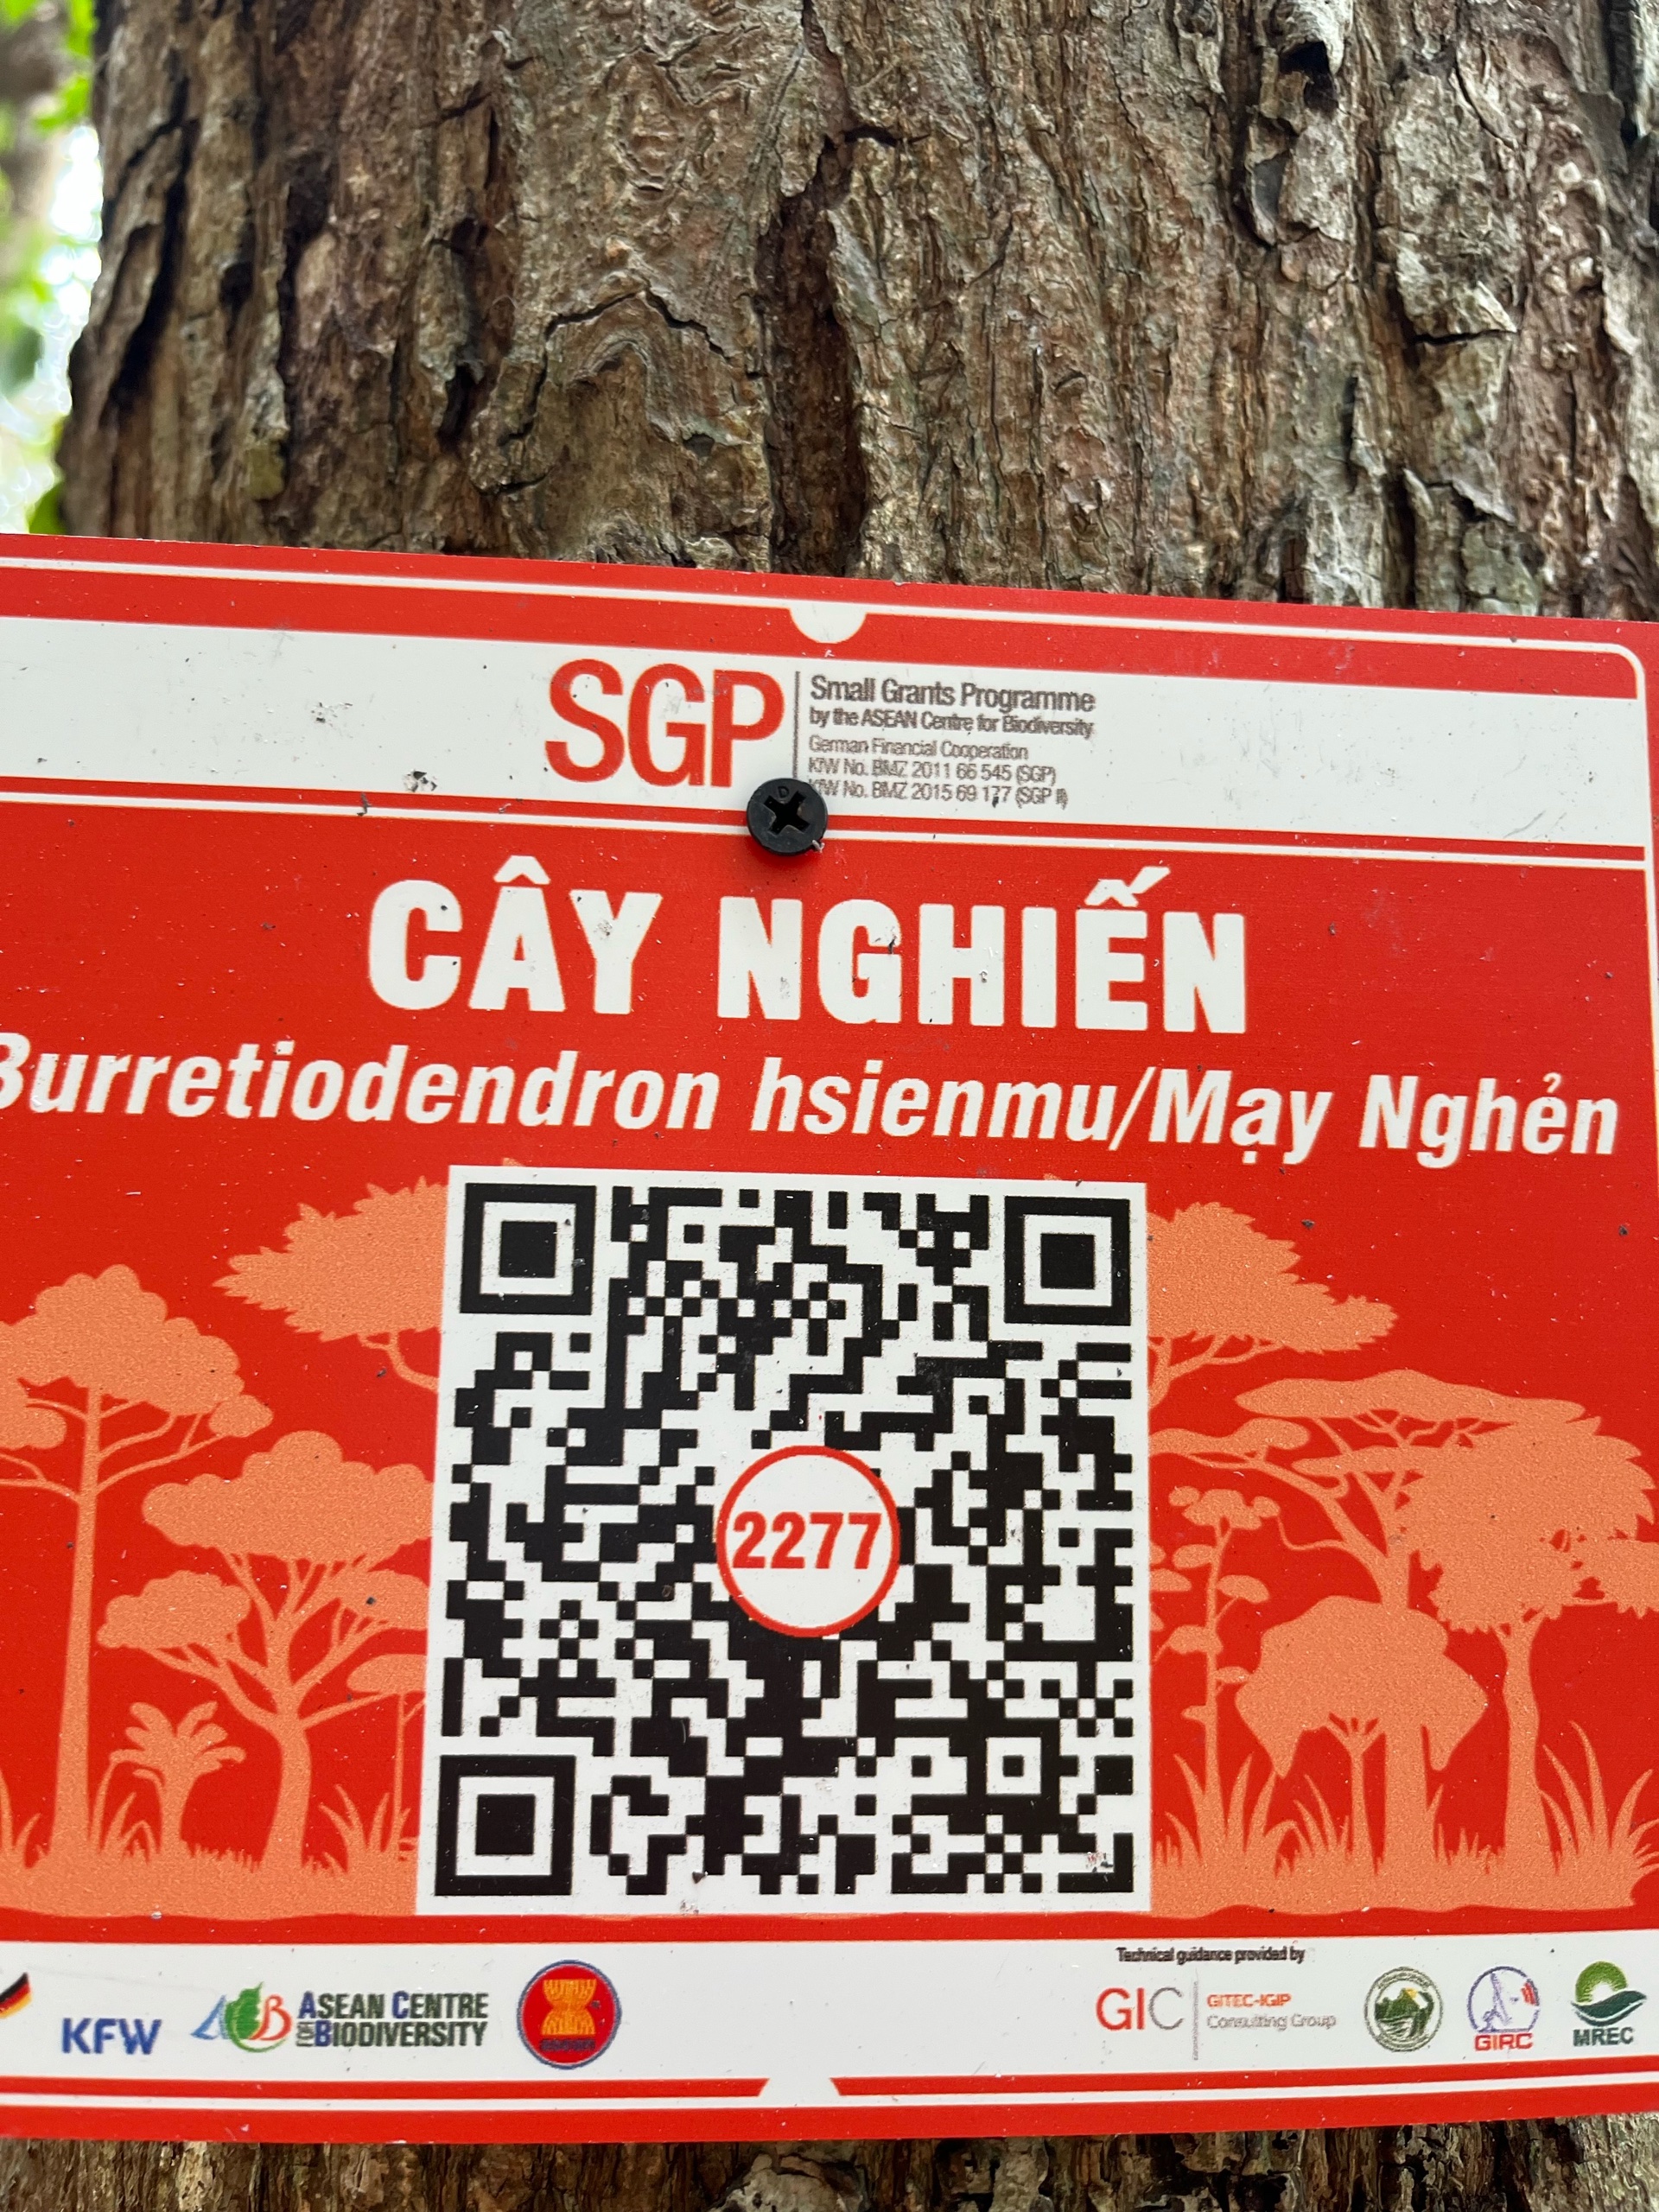 SGP
Small Grants Programme
by the ASEAN Centre for Biodiversity
German Financial Cooperation
KfW No. BMZ 2011 66 545 (SGP)
KfW No. BMZ 2015 69 177 (SGP II)
CÂY NGHIẾN
Burretiodendron hsienmu/Mạy Nghẻn
2277
KFW
ACB
ASEAN CENTRE
FOR BIODIVERSITY
Technical guidance provided by
GIC
GITEC-IGIP
Consulting Group
GIRC
MREC